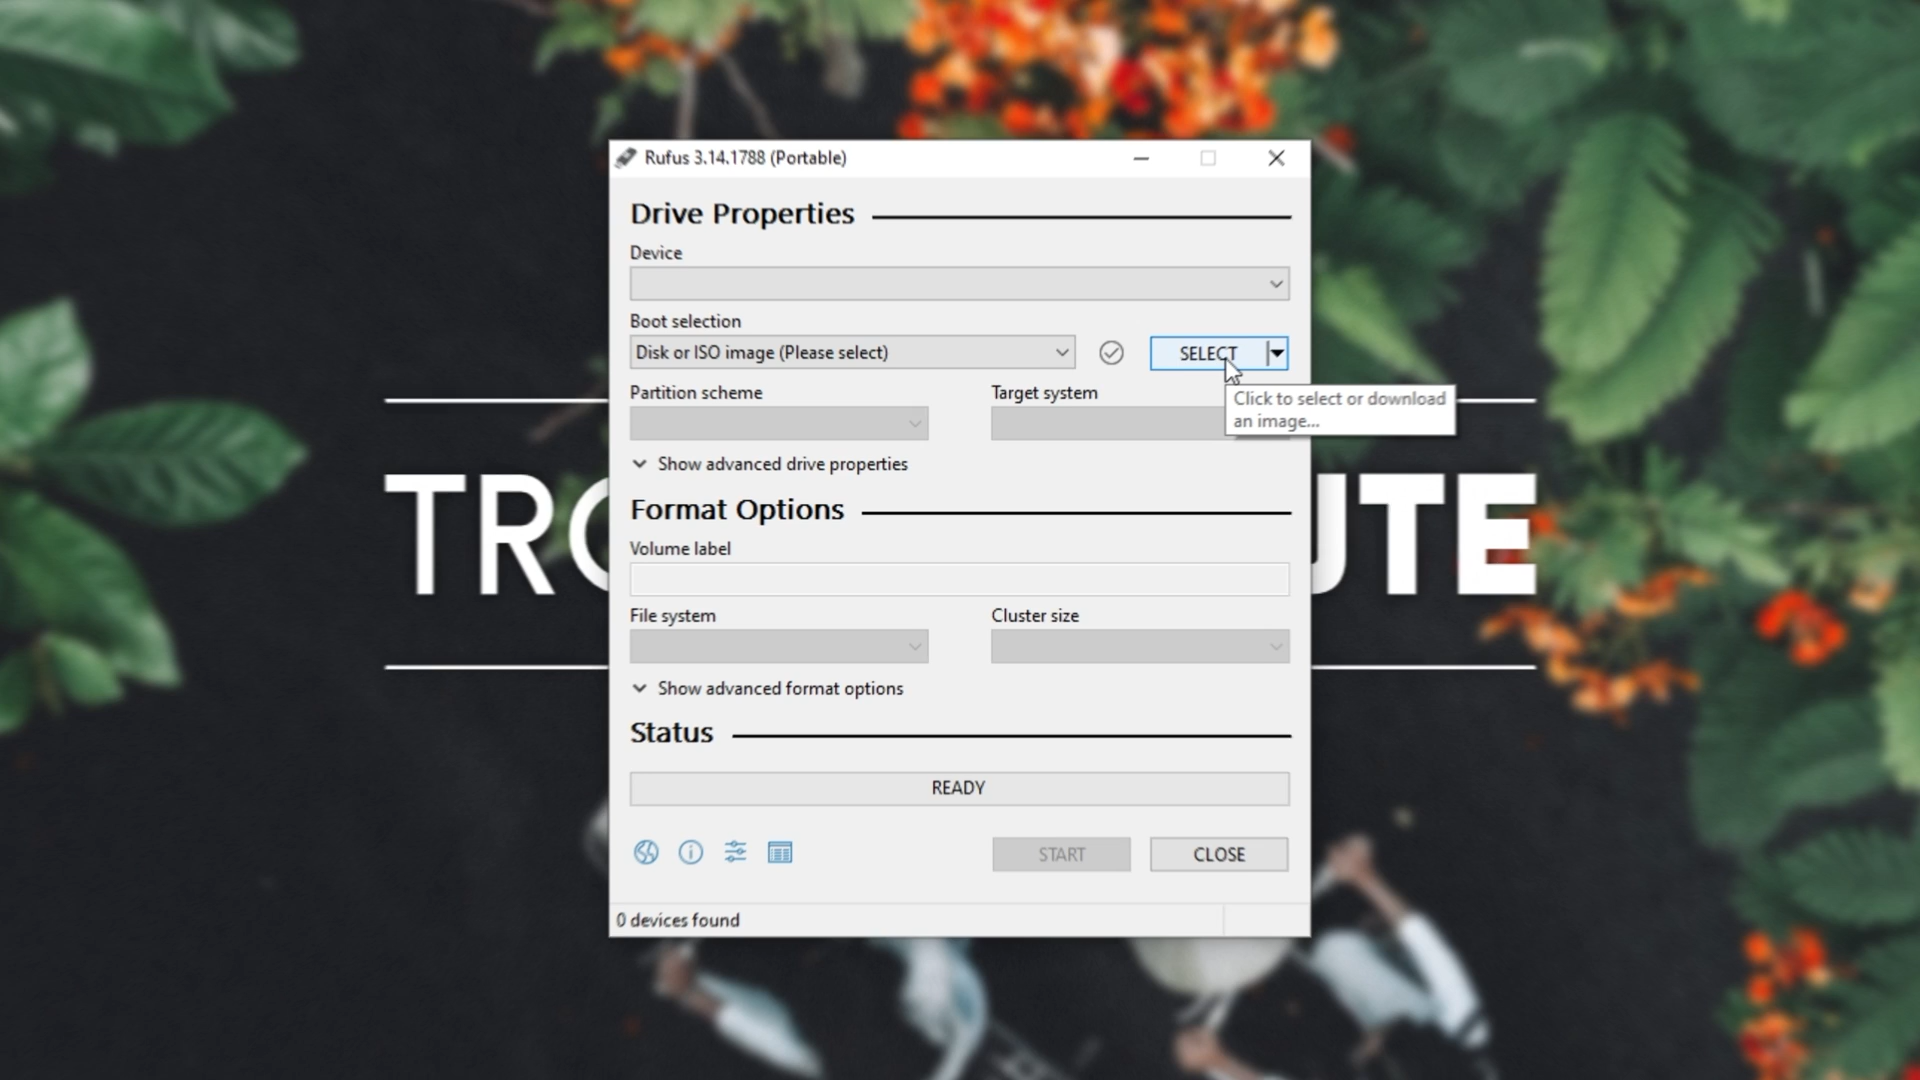 Rufus 3.14.1788 (Portable)
Drive Properties
Device
Boot selection
Disk or ISO image (Please select)
SELECT
Partition scheme
Target system
Click to select or download
an image...
Show advanced drive properties
Format Options
Volume label
File system
Cluster size
Show advanced format options
Status
READY
START
CLOSE
0 devices found